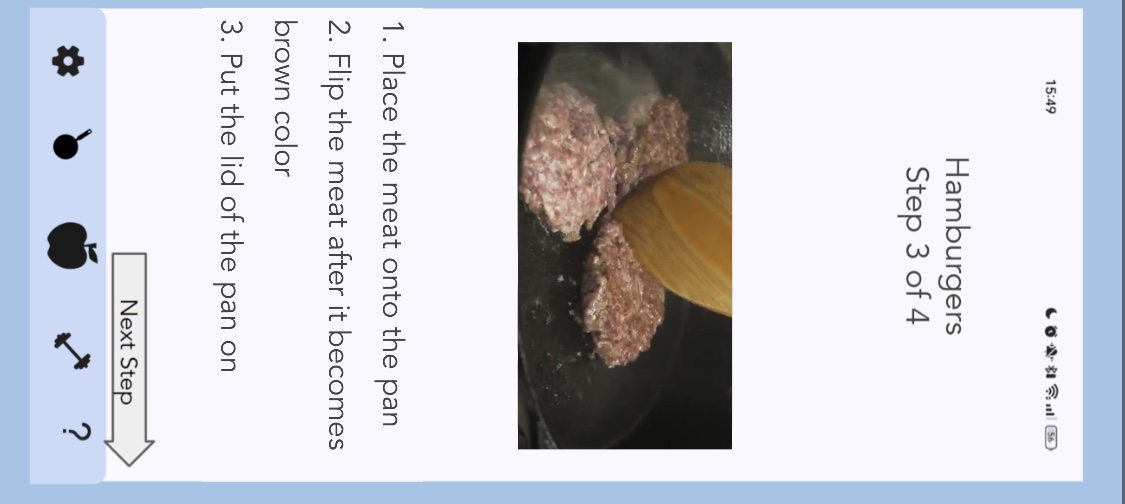 15:49
56
Hamburgers
Step 3 of 4
1. Place the meat onto the pan
2. Flip the meat after it becomes
brown color
3. Put the lid of the pan on
Next Step
?